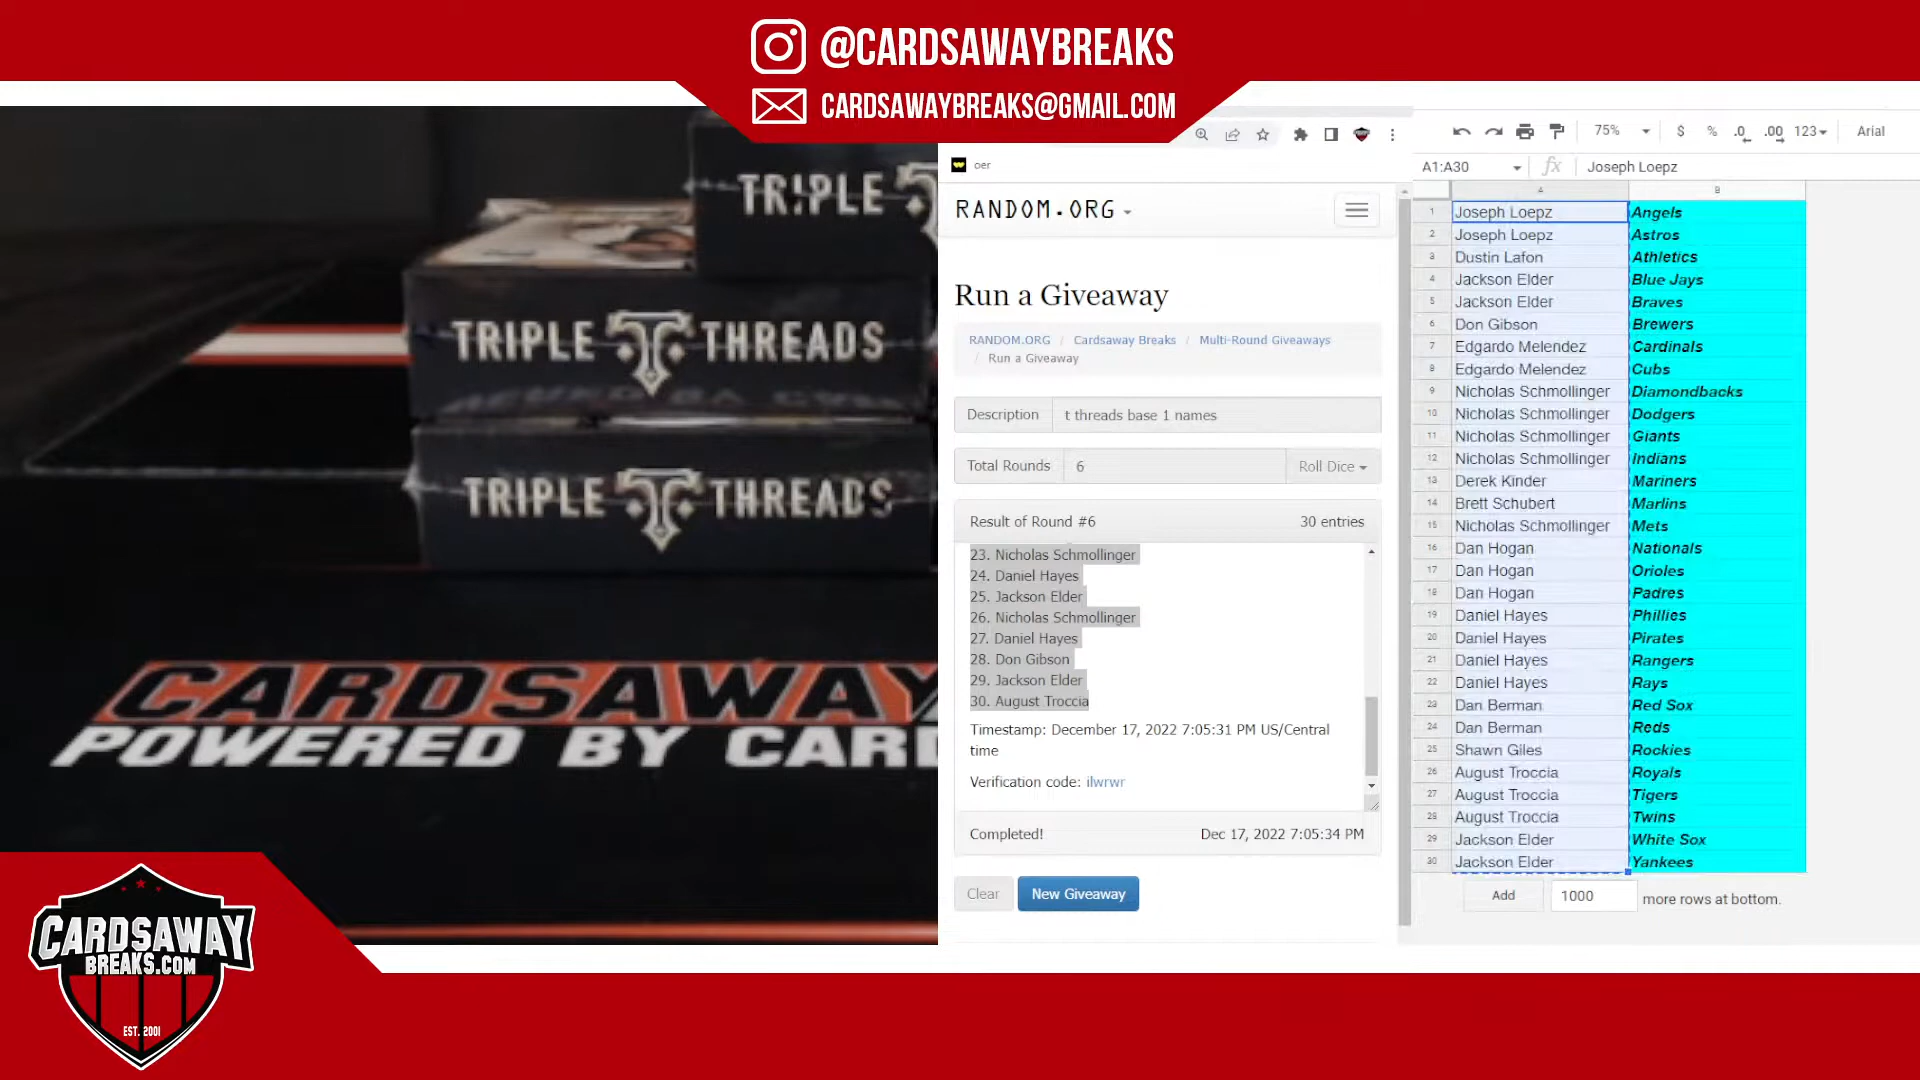 @CARDSAWAYBREAKS
CARDSAWAYBREAKS@GMAIL.COM
TRIPLE
TRIPLE THREADS
TRIPLE THREADS
CARDSAWAY
POWERED BY CARD
CARDSAWAY
BREAKS.COM
EST. 2001
oer
RANDOM.ORG
Run a Giveaway
RANDOM.ORG / Cardsaway Breaks / Multi-Round Giveaways
/ Run a Giveaway
Description t threads base 1 names
Total Rounds 6 Roll Dice
Result of Round #6 30 entries
23. Nicholas Schmollinger
24. Daniel Hayes
25. Jackson Elder
26. Nicholas Schmollinger
27. Daniel Hayes
28. Don Gibson
29. Jackson Elder
30. August Troccia
Timestamp: December 17, 2022 7:05:31 PM US/Central
time
Verification code: ilwrwr
Completed! Dec 17, 2022 7:05:34 PM
Clear New Giveaway
75% $ % .0 .00 123 Arial
A1:A30 fx Joseph Loepz
A B
1 Joseph Loepz Angels
2 Joseph Loepz Astros
3 Dustin Lafon Athletics
4 Jackson Elder Blue Jays
5 Jackson Elder Braves
6 Don Gibson Brewers
7 Edgardo Melendez Cardinals
8 Edgardo Melendez Cubs
9 Nicholas Schmollinger Diamondbacks
10 Nicholas Schmollinger Dodgers
11 Nicholas Schmollinger Giants
12 Nicholas Schmollinger Indians
13 Derek Kinder Mariners
14 Brett Schubert Marlins
15 Nicholas Schmollinger Mets
16 Dan Hogan Nationals
17 Dan Hogan Orioles
18 Dan Hogan Padres
19 Daniel Hayes Phillies
20 Daniel Hayes Pirates
21 Daniel Hayes Rangers
22 Daniel Hayes Rays
23 Dan Berman Red Sox
24 Dan Berman Reds
25 Shawn Giles Rockies
26 August Troccia Royals
27 August Troccia Tigers
28 August Troccia Twins
29 Jackson Elder White Sox
30 Jackson Elder Yankees
Add 1000 more rows at bottom.